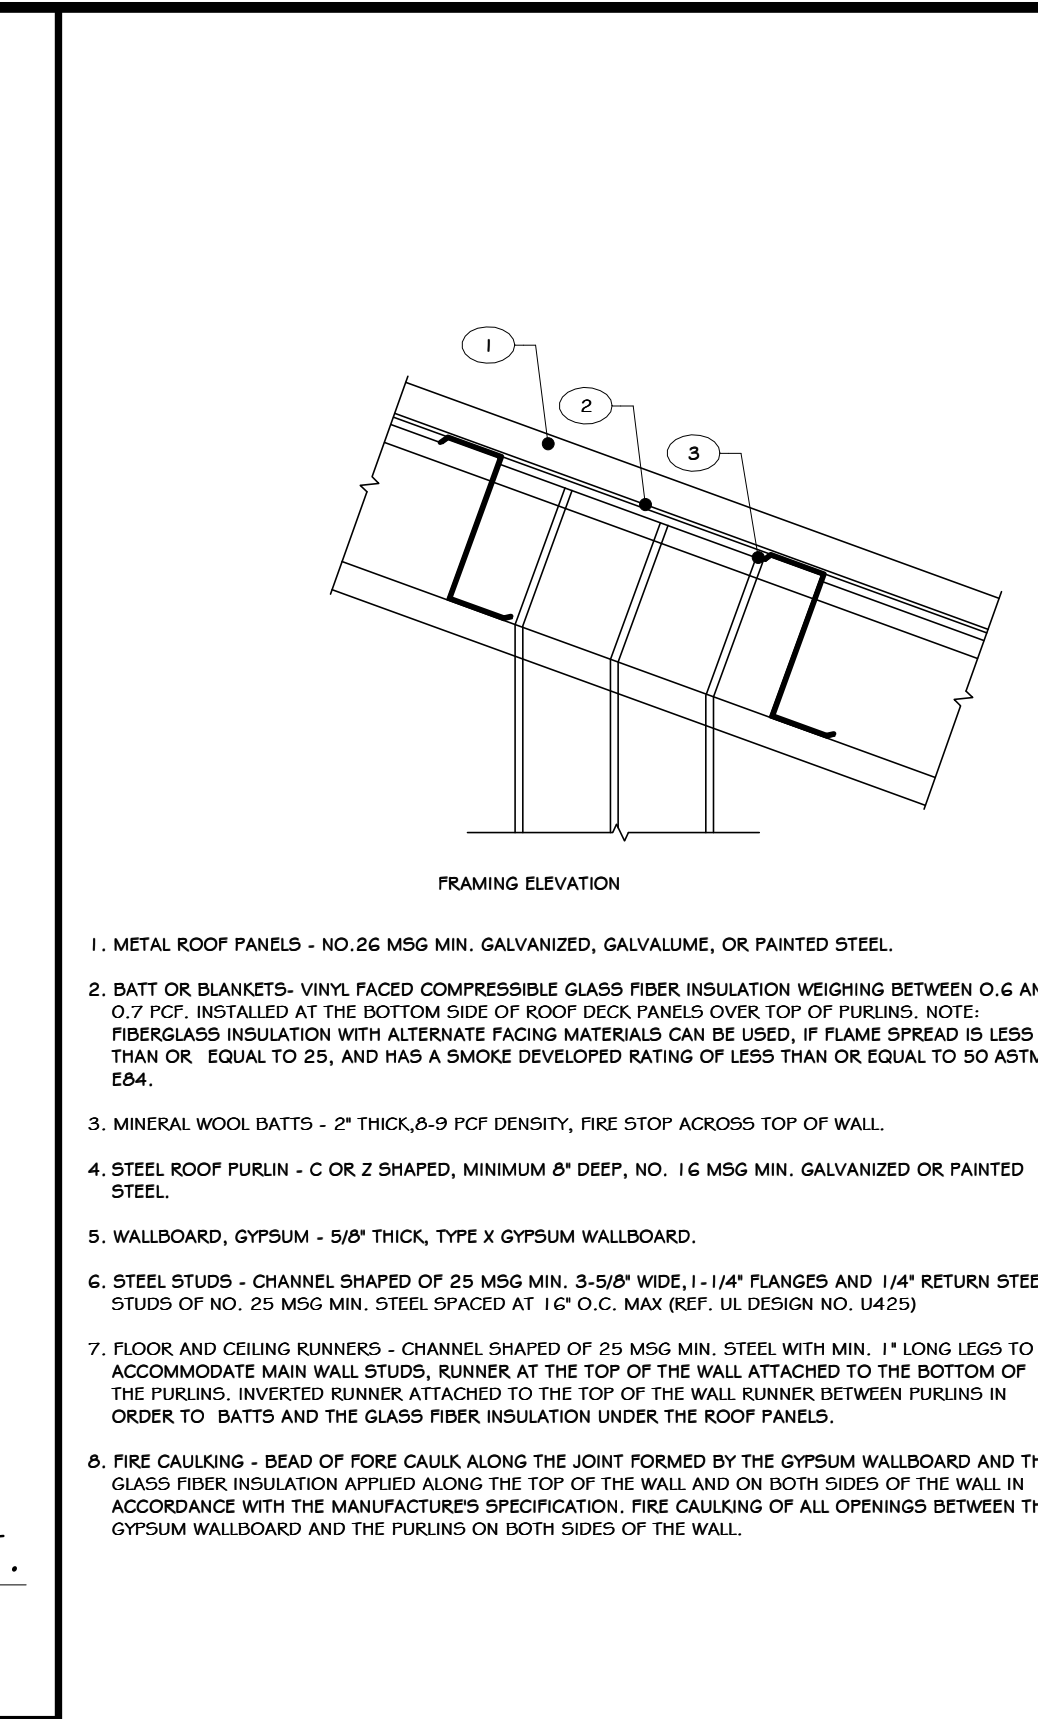 1
2
3
FRAMING ELEVATION
1. METAL ROOF PANELS - NO.26 MSG MIN. GALVANIZED, GALVALUME, OR PAINTED STEEL.
2. BATT OR BLANKETS- VINYL FACED COMPRESSIBLE GLASS FIBER INSULATION WEIGHING BETWEEN 0.6
0.7 PCF. INSTALLED AT THE BOTTOM SIDE OF ROOF DECK PANELS OVER TOP OF PURLINS. NOTE:
FIBERGLASS INSULATION WITH ALTERNATE FACING MATERIALS CAN BE USED, IF FLAME SPREAD IS LESS
THAN OR EQUAL TO 25, AND HAS A SMOKE DEVELOPED RATING OF LESS THAN OR EQUAL TO 50
E84.
3. MINERAL WOOL BATTS - 2" THICK,8-9 PCF DENSITY, FIRE STOP ACROSS TOP OF WALL.
4. STEEL ROOF PURLIN - C OR Z SHAPED, MINIMUM 8" DEEP, NO. 16 MSG MIN. GALVANIZED OR PAINTED
STEEL.
5. WALLBOARD, GYPSUM - 5/8" THICK, TYPE X GYPSUM WALLBOARD.
6. STEEL STUDS - CHANNEL SHAPED OF 25 MSG MIN. 3-5/8" WIDE,1-1/4" FLANGES AND 1/4" RETURN
STUDS OF NO. 25 MSG MIN. STEEL SPACED AT 16" O.C. MAX (REF. UL DESIGN NO. U425)
7. FLOOR AND CEILING RUNNERS - CHANNEL SHAPED OF 25 MSG MIN. STEEL WITH MIN. 1" LONG LEGS TO
ACCOMMODATE MAIN WALL STUDS, RUNNER AT THE TOP OF THE WALL ATTACHED TO THE BOTTOM OF
THE PURLINS. INVERTED RUNNER ATTACHED TO THE TOP OF THE WALL RUNNER BETWEEN PURLINS IN
ORDER TO BATTS AND THE GLASS FIBER INSULATION UNDER THE ROOF PANELS.
8. FIRE CAULKING - BEAD OF FORE CAULK ALONG THE JOINT FORMED BY THE GYPSUM WALLBOARD AND
GLASS FIBER INSULATION APPLIED ALONG THE TOP OF THE WALL AND ON BOTH SIDES OF THE WALL IN
ACCORDANCE WITH THE MANUFACTURE'S SPECIFICATION. FIRE CAULKING OF ALL OPENINGS BETWEEN
GYPSUM WALLBOARD AND THE PURLINS ON BOTH SIDES OF THE WALL.